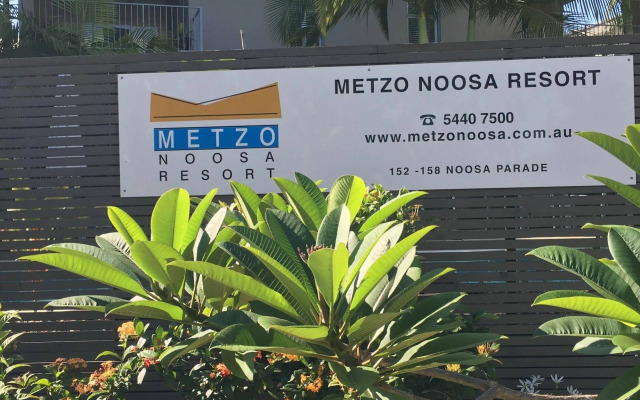 METZO
NOOSA
RESORT
METZO NOOSA RESORT
☎ 5440 7500
www.metzonoosa.com.au
152 -158 NOOSA PARADE